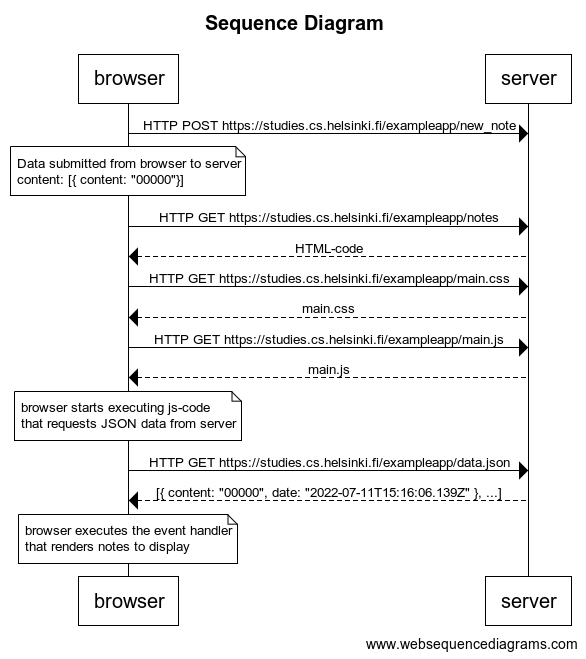 Sequence Diagram
browser
server
HTTP POST https://studies.cs.helsinki.fi/exampleapp/new_note
Data submitted from browser to server
content: [{ content: "00000"}]
HTTP GET https://studies.cs.helsinki.fi/exampleapp/notes
HTML-code
HTTP GET https://studies.cs.helsinki.fi/exampleapp/main.css
main.css
HTTP GET https://studies.cs.helsinki.fi/exampleapp/main.js
main.js
browser starts executing js-code
that requests JSON data from server
HTTP GET https://studies.cs.helsinki.fi/exampleapp/data.json
[{ content: "00000", date: "2022-07-11T15:16:06.139Z" }, ...]
browser executes the event handler
that renders notes to display
browser
server
www.websequencediagrams.com